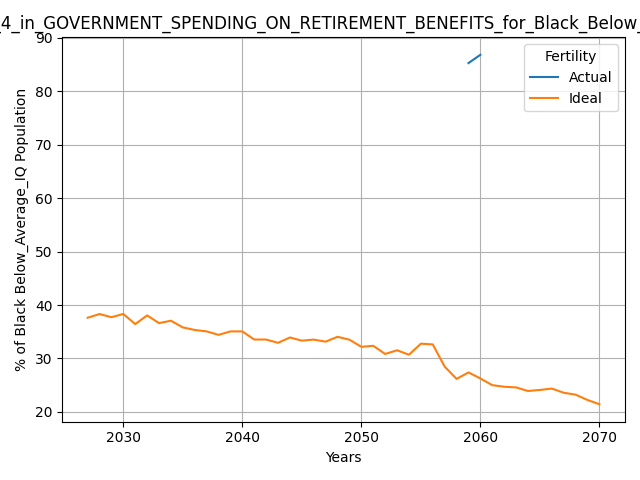 _4_in_GOVERNMENT_SPENDING_ON_RETIREMENT_BENEFITS_for_Black_Below_
90
80
70
60
50
40
30
20
% of Black Below_Average_IQ Population
Fertility
Actual
Ideal
2030 2040 2050 2060 2070
Years